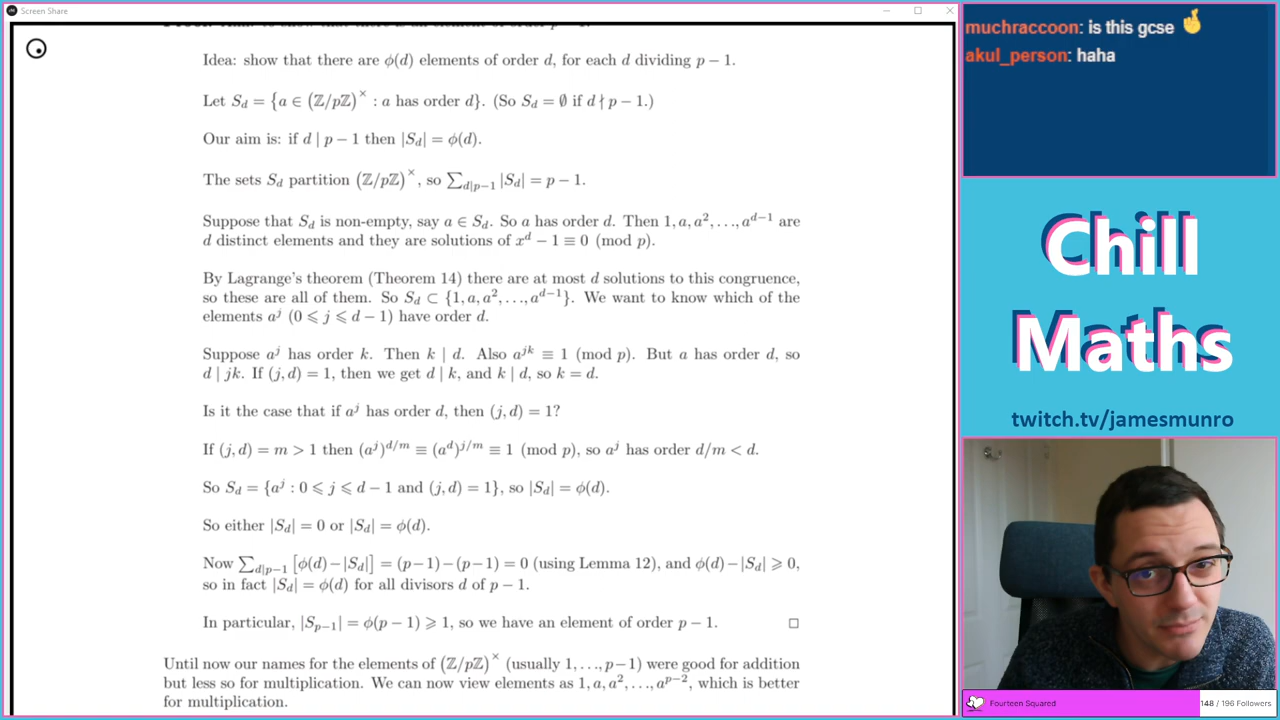 Screen Share
Idea: show that there are ϕ(d) elements of order d, for each d dividing p − 1.
Let S_d = {a ∈ (ℤ/pℤ)^× : a has order d}. (So S_d = ∅ if d ∤ p − 1.)
Our aim is: if d | p − 1 then |S_d| = ϕ(d).
The sets S_d partition (ℤ/pℤ)^×, so ∑_{d|p−1} |S_d| = p − 1.
Suppose that S_d is non-empty, say a ∈ S_d. So a has order d. Then 1, a, a², . . . , a^{d−1} are
d distinct elements and they are solutions of x^d − 1 ≡ 0 (mod p).
By Lagrange's theorem (Theorem 14) there are at most d solutions to this congruence,
so these are all of them. So S_d ⊂ {1, a, a², . . . , a^{d−1}}. We want to know which of the
elements a^j (0 ⩽ j ⩽ d − 1) have order d.
Suppose a^j has order k. Then k | d. Also a^{jk} ≡ 1 (mod p). But a has order d, so
d | jk. If (j, d) = 1, then we get d | k, and k | d, so k = d.
Is it the case that if a^j has order d, then (j, d) = 1?
If (j, d) = m > 1 then (a^j)^{d/m} ≡ (a^d)^{j/m} ≡ 1 (mod p), so a^j has order d/m < d.
So S_d = {a^j : 0 ⩽ j ⩽ d − 1 and (j, d) = 1}, so |S_d| = ϕ(d).
So either |S_d| = 0 or |S_d| = ϕ(d).
Now ∑_{d|p−1} [ϕ(d) − |S_d|] = (p−1) − (p−1) = 0 (using Lemma 12), and ϕ(d) − |S_d| ⩾ 0,
so in fact |S_d| = ϕ(d) for all divisors d of p − 1.
In particular, |S_{p−1}| = ϕ(p − 1) ⩾ 1, so we have an element of order p − 1. □
Until now our names for the elements of (ℤ/pℤ)^× (usually 1, . . . , p−1) were good for addition
but less so for multiplication. We can now view elements as 1, a, a², . . . , a^{p−2}, which is better
for multiplication.
muchraccoon: is this gcse 🤞
akul_person: haha
Chill
Maths
twitch.tv/jamesmunro
Fourteen Squared
148 / 196 Followers